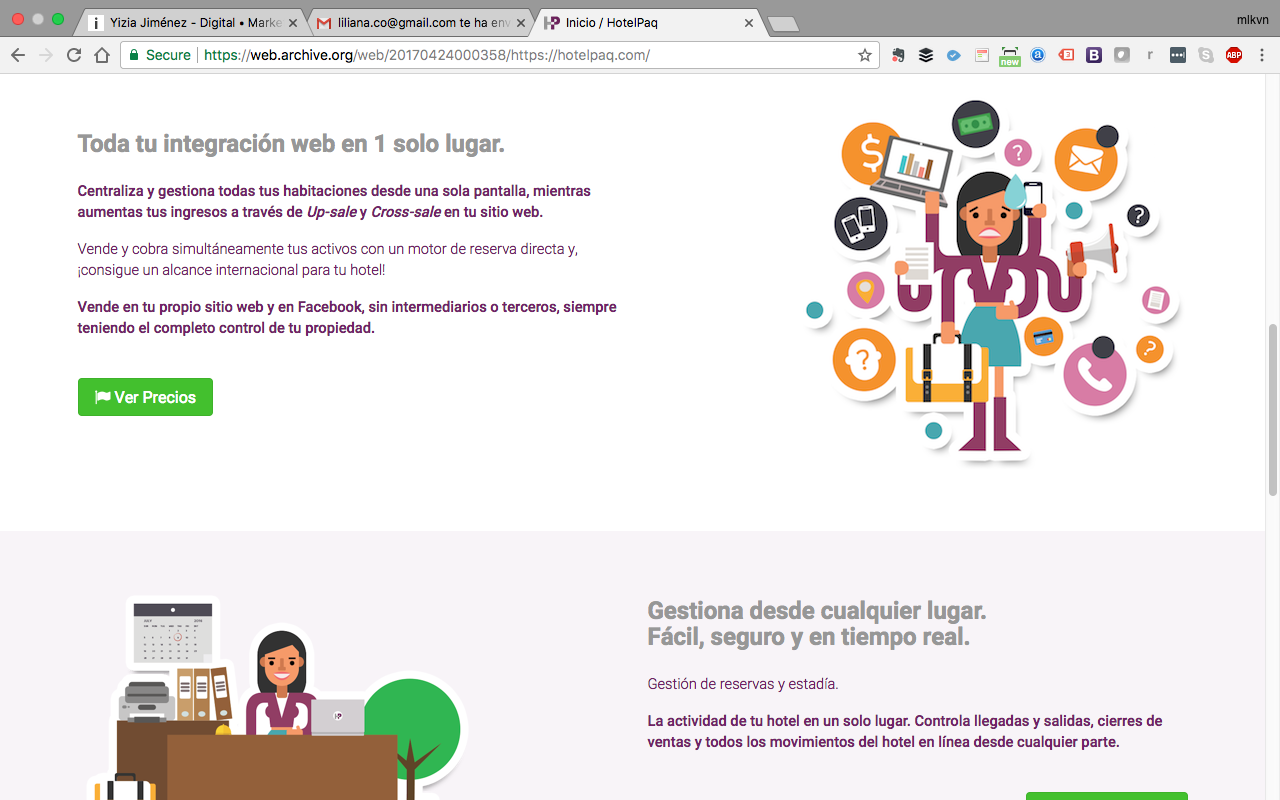 Yizia Jiménez - Digital • Marke
liliana.co@gmail.com te ha env
Inicio / HotelPaq
mlkvn
Secure
https://web.archive.org/web/20170424000358/https://hotelpaq.com/
new
3
ABP
Toda tu integración web en 1 solo lugar.
Centraliza y gestiona todas tus habitaciones desde una sola pantalla, mientras
aumentas tus ingresos a través de Up-sale y Cross-sale en tu sitio web.
Vende y cobra simultáneamente tus activos con un motor de reserva directa y,
¡consigue un alcance internacional para tu hotel!
Vende en tu propio sitio web y en Facebook, sin intermediarios o terceros, siempre
teniendo el completo control de tu propiedad.
Ver Precios
Gestiona desde cualquier lugar.
Fácil, seguro y en tiempo real.
Gestión de reservas y estadía.
La actividad de tu hotel en un solo lugar. Controla llegadas y salidas, cierres de
ventas y todos los movimientos del hotel en línea desde cualquier parte.